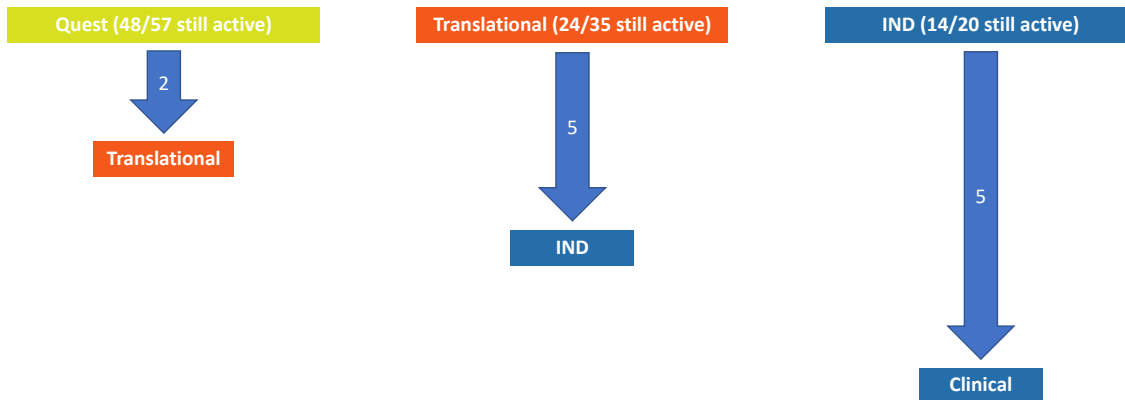 Quest (48/57 still active)
Translational (24/35 still active)
IND (14/20 still active)
2
Translational
5
IND
5
Clinical